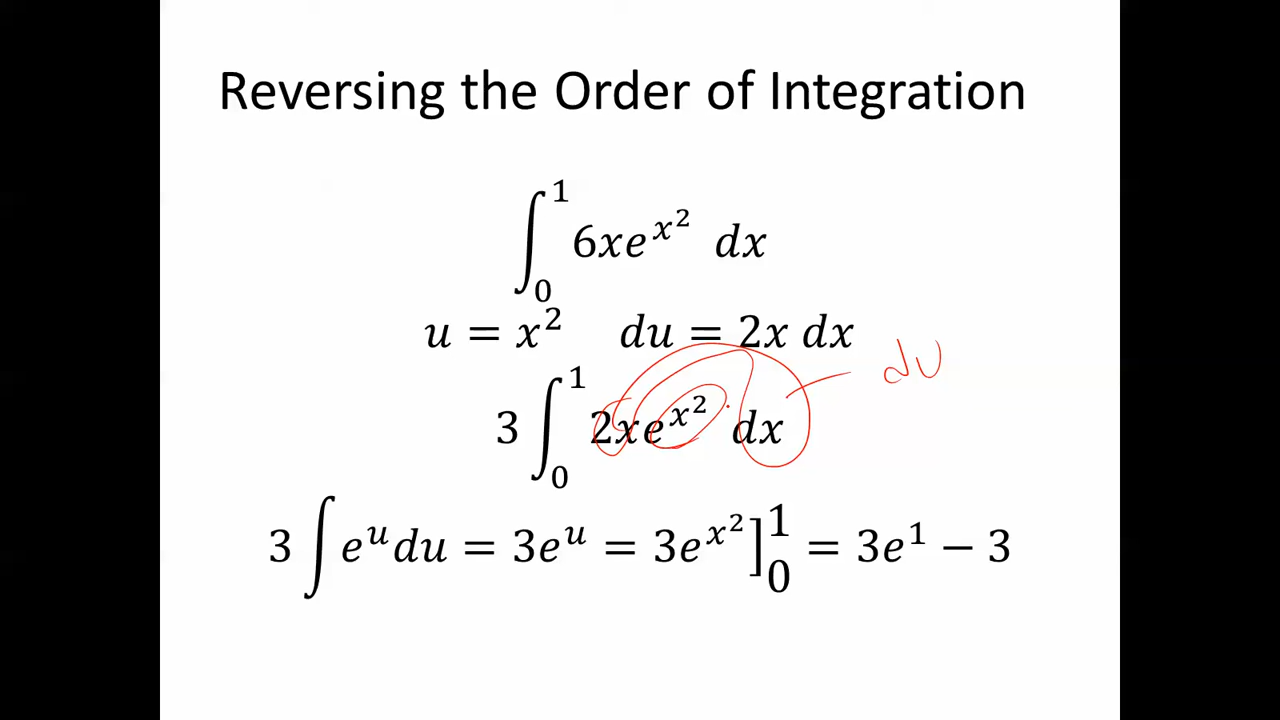 Reversing the Order of Integration
∫₀¹ 6xe^{x²} dx
u = x² du = 2x dx
du
3 ∫₀¹ 2xe^{x²} dx
3 ∫ e^u du = 3e^u = 3e^{x²}]₀¹ = 3e¹ − 3